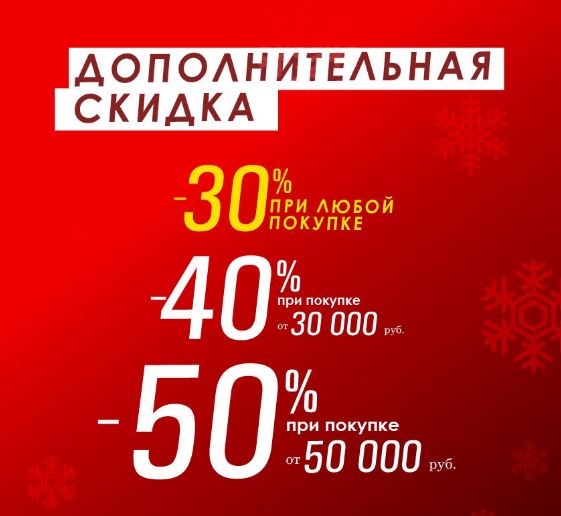 ДОПОЛНИТЕЛЬНАЯ
СКИДКА
-30%
ПРИ ЛЮБОЙ
ПОКУПКЕ
-40%
при покупке
от 30 000 руб.
-50%
при покупке
от 50 000 руб.